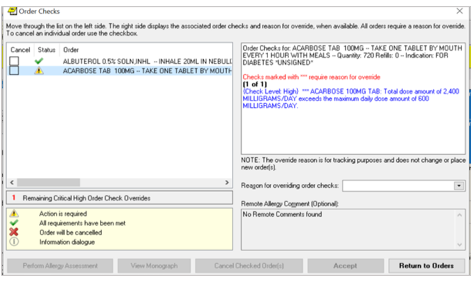 Order Checks
Move through the list on the left side. The right side displays the associated order checks and reason for override, when available. All orders require a reason for override.
To cancel an individual order use the checkbox.
Cancel Status Order
ALBUTEROL 0.5% SOLN,INHL -- INHALE 20ML IN NEBULI
ACARBOSE TAB 100MG -- TAKE ONE TABLET BY MOUTH
Order Checks for: ACARBOSE TAB 100MG -- TAKE ONE TABLET BY MOUTH
EVERY 1 HOUR WITH MEALS -- Quantity: 720 Refills: 0 -- Indication: FOR
DIABETES *UNSIGNED*
Checks marked with *** require reason for override
[1 of 1]
(Check Level: High) *** ACARBOSE 100MG TAB: Total dose amount of 2,400
MILLIGRAMS/DAY exceeds the maximum daily dose amount of 600
MILLIGRAMS/DAY.
NOTE: The override reason is for tracking purposes and does not change or place
new order(s).
Reason for overriding order checks:
1 Remaining Critical High Order Check Overrides
Action is required
All requirements have been met
Order will be cancelled
Information dialogue
Remote Allergy Comment (Optional):
No Remote Comments found
Perform Allergy Assessment View Monograph Cancel Checked Order(s) Accept Return to Orders